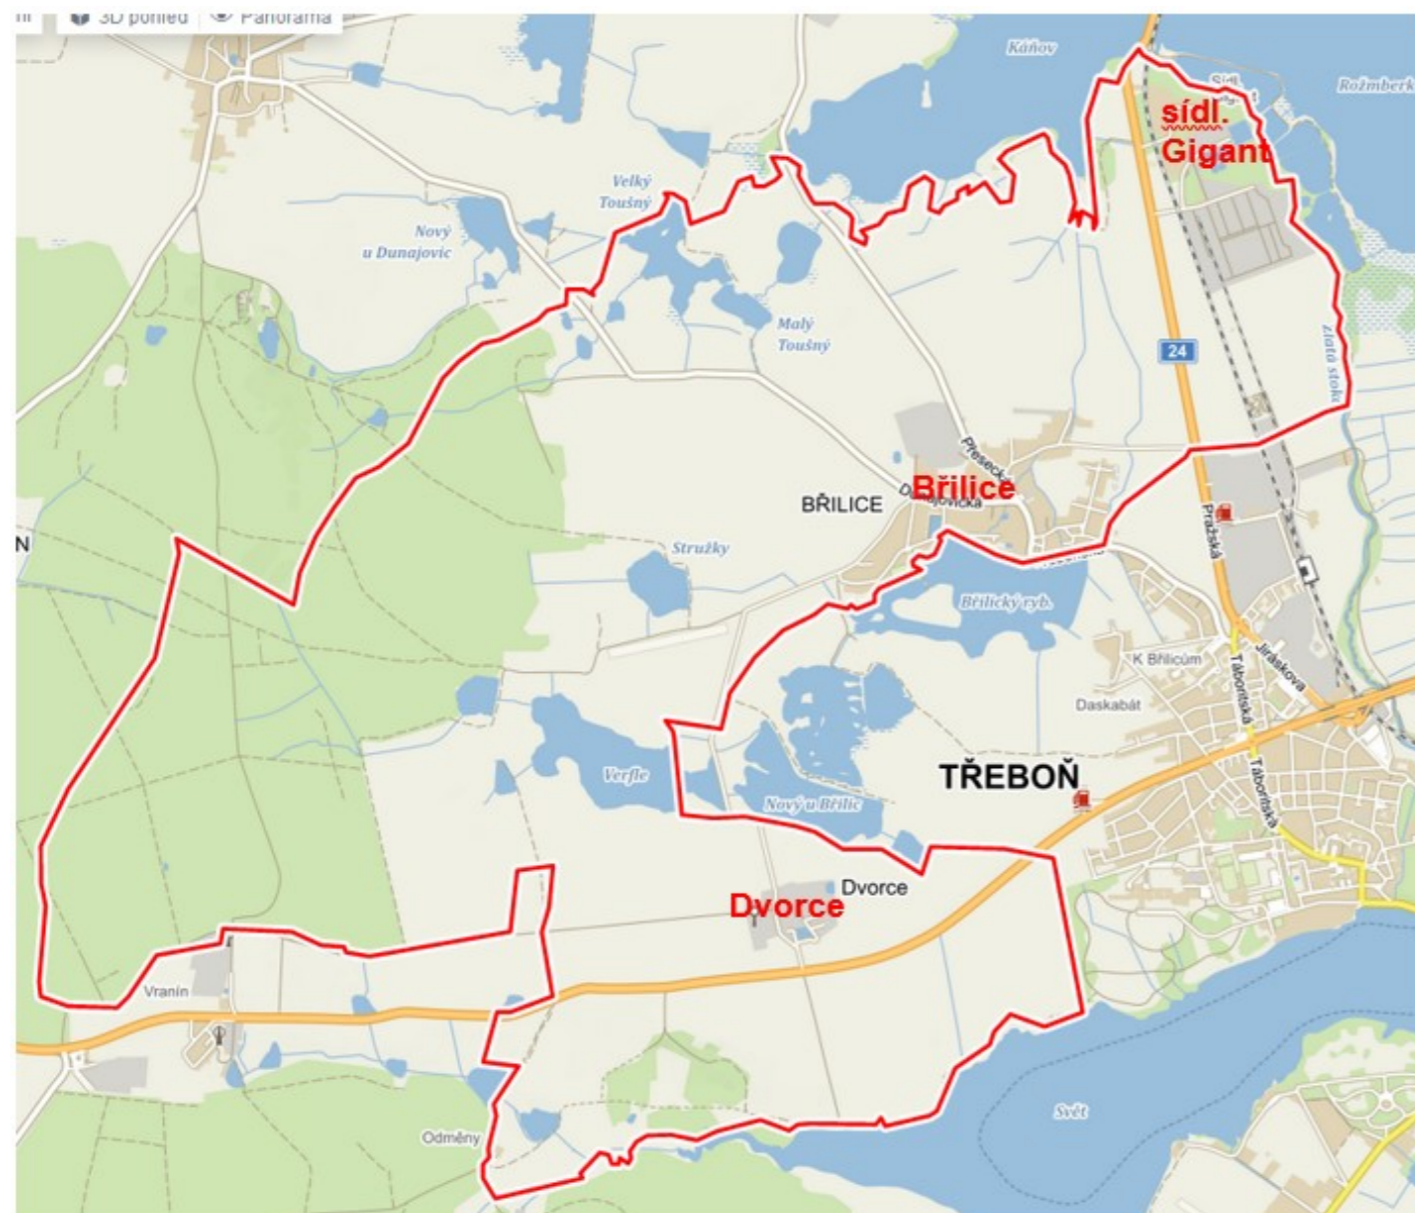 3D pohled
Panorama
Káňov
Rožmberk
sídl.
Gigant
Velký
Toušný
Nový
u Dunajovic
Malý
Toušný
24
Zlatá stoka
Přesecká
Břilice
BŘILICE
Dunajovická
Pražská
N
Stružky
Břilický ryb.
K Břilicům
Jiráskova
Táboritská
Daskabát
Verfle
TŘEBOŇ
Nový u Břilic
Táboritská
Dvorce
Dvorce
Vranín
Svět
Odměny